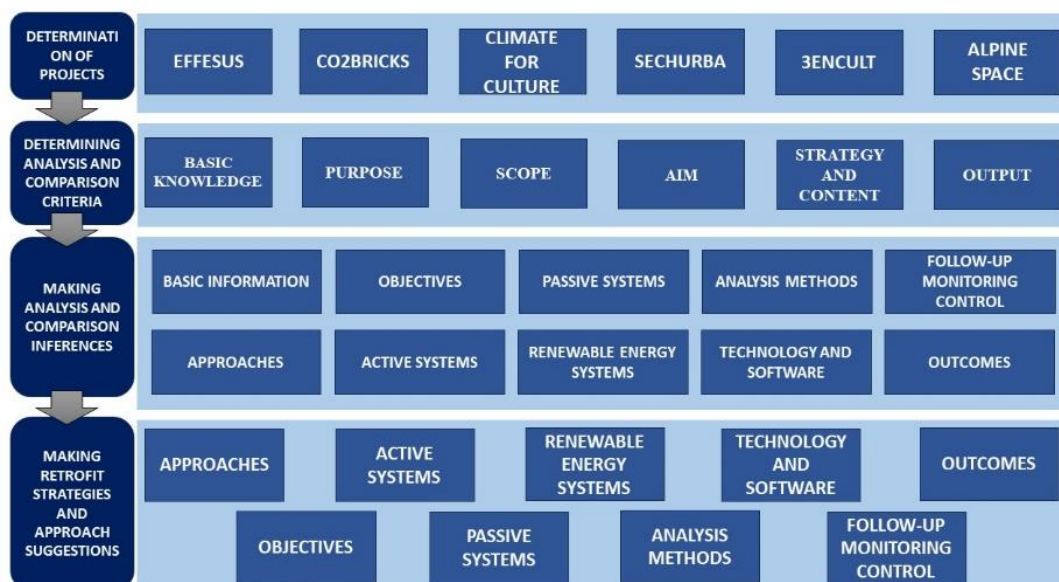 DETERMINATI
ON OF
PROJECTS
EFFESUS
CO2BRICKS
CLIMATE
FOR
CULTURE
SECHURBA
3ENCULT
ALPINE
SPACE
DETERMINING
ANALYSIS AND
COMPARISON
CRITERIA
BASIC
KNOWLEDGE
PURPOSE
SCOPE
AIM
STRATEGY
AND
CONTENT
OUTPUT
MAKING
ANALYSIS AND
COMPARISON
INFERENCES
BASIC INFORMATION
OBJECTIVES
PASSIVE SYSTEMS
ANALYSIS METHODS
FOLLOW-UP
MONITORING
CONTROL
APPROACHES
ACTIVE SYSTEMS
RENEWABLE ENERGY
SYSTEMS
TECHNOLOGY AND
SOFTWARE
OUTCOMES
MAKING
RETROFIT
STRATEGIES
AND
APPROACH
SUGGESTIONS
APPROACHES
ACTIVE
SYSTEMS
RENEWABLE
ENERGY
SYSTEMS
TECHNOLOGY
AND
SOFTWARE
OUTCOMES
OBJECTIVES
PASSIVE
SYSTEMS
ANALYSIS
METHODS
FOLLOW-UP
MONITORING
CONTROL